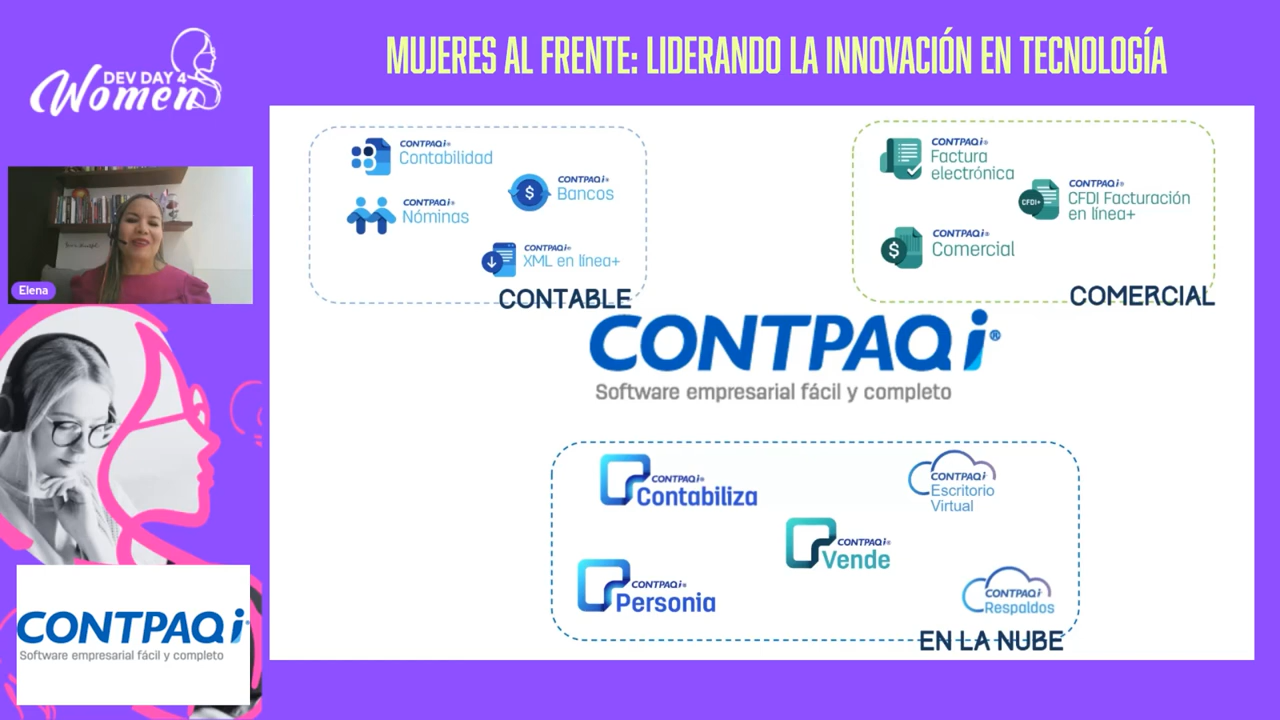 MUJERES AL FRENTE: LIDERANDO LA INNOVACIÓN EN TECNOLOGÍA
DEV DAY 4
Women
Elena
CONTPAQi®
Contabilidad
CONTPAQi®
Bancos
CONTPAQi®
Nóminas
CONTPAQi®
XML en línea+
CONTABLE
CONTPAQi®
Factura
electrónica
CFDI+
CONTPAQi®
CFDI Facturación
en línea+
CONTPAQi®
Comercial
COMERCIAL
CONTPAQi®
Software empresarial fácil y completo
CONTPAQi®
Contabiliza
CONTPAQi
Escritorio
Virtual
CONTPAQi®
Vende
CONTPAQi®
Personia
CONTPAQi
Respaldos
EN LA NUBE
CONTPAQi
Software empresarial fácil y completo